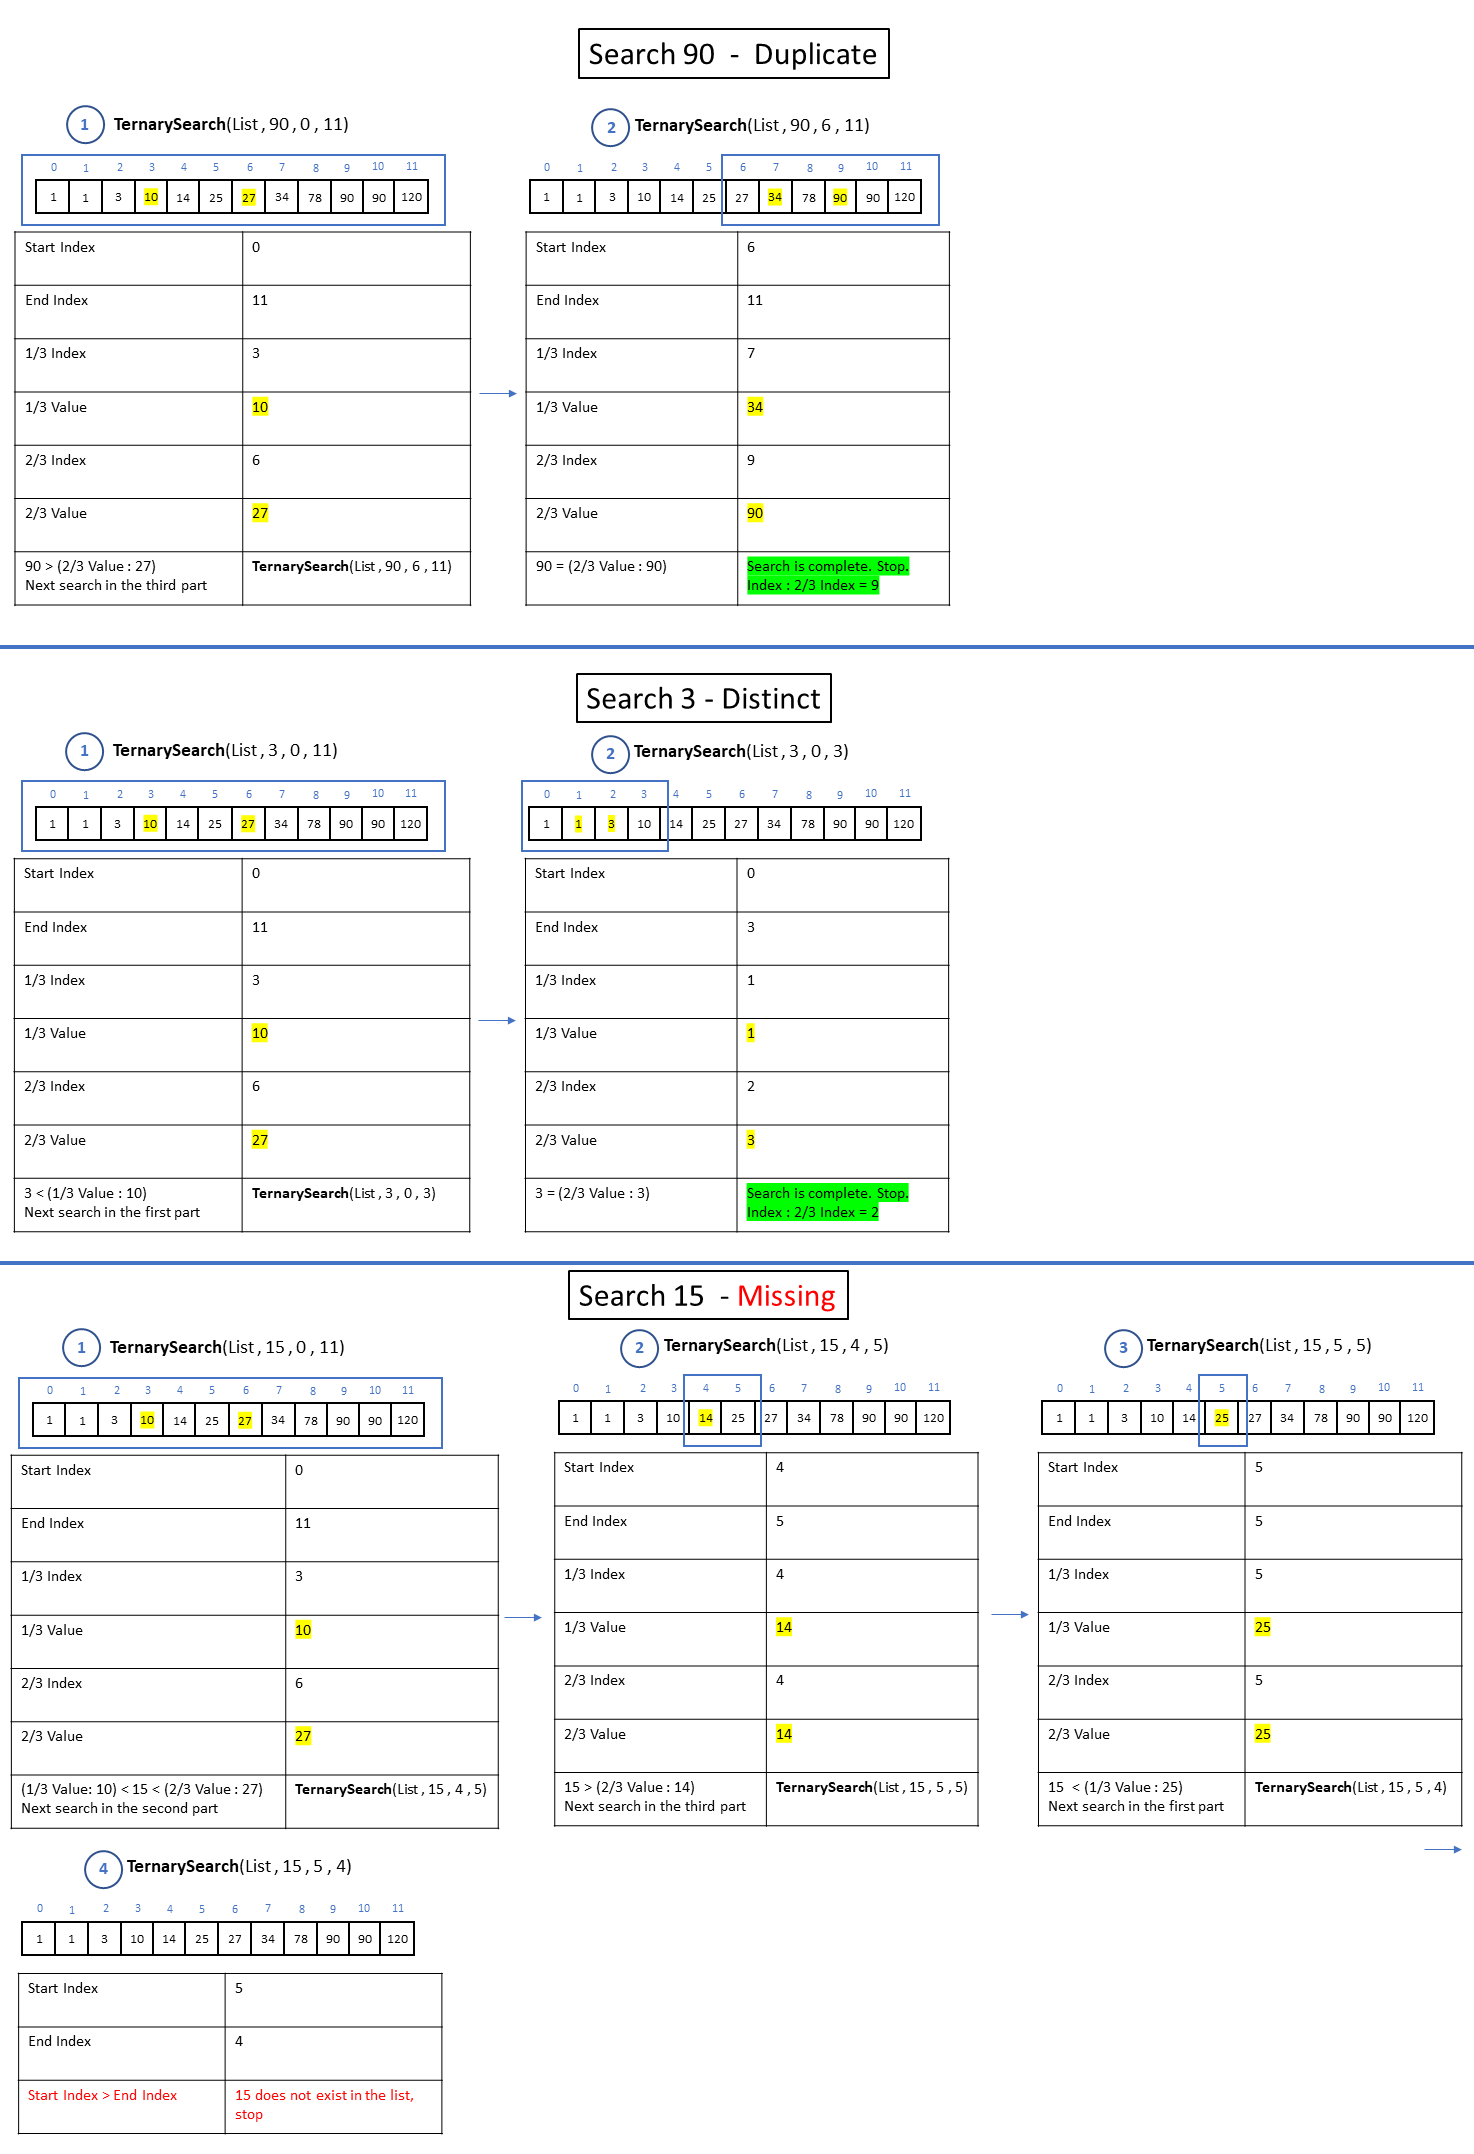 Search 90 - Duplicate
1 TernarySearch(List , 90 , 0 , 11)
0 1 2 3 4 5 6 7 8 9 10 11
1 1 3 10 14 25 27 34 78 90 90 120
Start Index 0
End Index 11
1/3 Index 3
1/3 Value 10
2/3 Index 6
2/3 Value 27
90 > (2/3 Value : 27) TernarySearch(List , 90 , 6 , 11)
Next search in the third part
2 TernarySearch(List , 90 , 6 , 11)
0 1 2 3 4 5 6 7 8 9 10 11
1 1 3 10 14 25 27 34 78 90 90 120
Start Index 6
End Index 11
1/3 Index 7
1/3 Value 34
2/3 Index 9
2/3 Value 90
90 = (2/3 Value : 90) Search is complete. Stop.
Index : 2/3 Index = 9
Search 3 - Distinct
1 TernarySearch(List , 3 , 0 , 11)
0 1 2 3 4 5 6 7 8 9 10 11
1 1 3 10 14 25 27 34 78 90 90 120
Start Index 0
End Index 11
1/3 Index 3
1/3 Value 10
2/3 Index 6
2/3 Value 27
3 < (1/3 Value : 10) TernarySearch(List , 3 , 0 , 3)
Next search in the first part
2 TernarySearch(List , 3 , 0 , 3)
0 1 2 3 4 5 6 7 8 9 10 11
1 1 3 10 14 25 27 34 78 90 90 120
Start Index 0
End Index 3
1/3 Index 1
1/3 Value 1
2/3 Index 2
2/3 Value 3
3 = (2/3 Value : 3) Search is complete. Stop.
Index : 2/3 Index = 2
Search 15 - Missing
1 TernarySearch(List , 15 , 0 , 11)
0 1 2 3 4 5 6 7 8 9 10 11
1 1 3 10 14 25 27 34 78 90 90 120
Start Index 0
End Index 11
1/3 Index 3
1/3 Value 10
2/3 Index 6
2/3 Value 27
(1/3 Value: 10) < 15 < (2/3 Value : 27) TernarySearch(List , 15 , 4 , 5)
Next search in the second part
2 TernarySearch(List , 15 , 4 , 5)
0 1 2 3 4 5 6 7 8 9 10 11
1 1 3 10 14 25 27 34 78 90 90 120
Start Index 4
End Index 5
1/3 Index 4
1/3 Value 14
2/3 Index 4
2/3 Value 14
15 > (2/3 Value : 14) TernarySearch(List , 15 , 5 , 5)
Next search in the third part
3 TernarySearch(List , 15 , 5 , 5)
0 1 2 3 4 5 6 7 8 9 10 11
1 1 3 10 14 25 27 34 78 90 90 120
Start Index 5
End Index 5
1/3 Index 5
1/3 Value 25
2/3 Index 5
2/3 Value 25
15 < (1/3 Value : 25) TernarySearch(List , 15 , 5 , 4)
Next search in the first part
4 TernarySearch(List , 15 , 5 , 4)
0 1 2 3 4 5 6 7 8 9 10 11
1 1 3 10 14 25 27 34 78 90 90 120
Start Index 5
End Index 4
Start Index > End Index 15 does not exist in the list,
stop